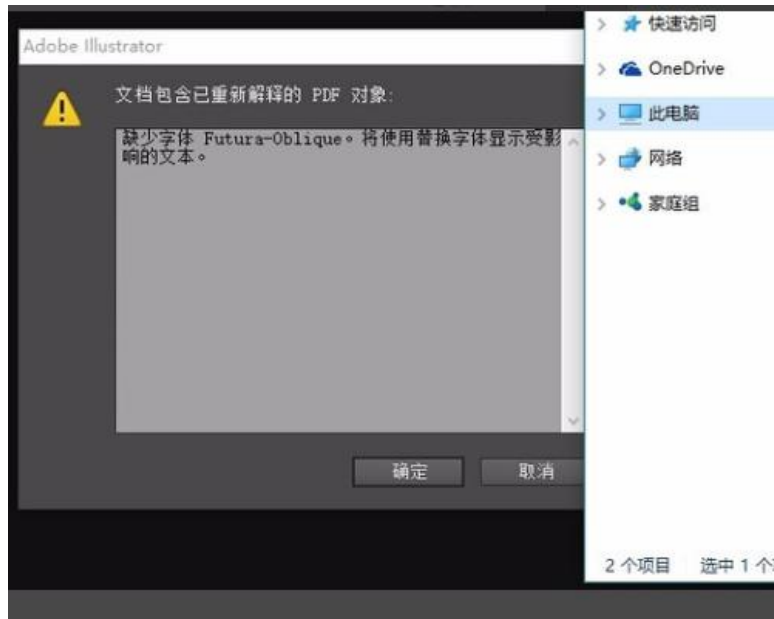 Adobe Illustrator
文档包含已重新解释的 PDF 对象:
缺少字体 Futura-Oblique。将使用替换字体显示受影
响的文本。
确定
取消
快速访问
OneDrive
此电脑
网络
家庭组
2 个项目
选中 1 个